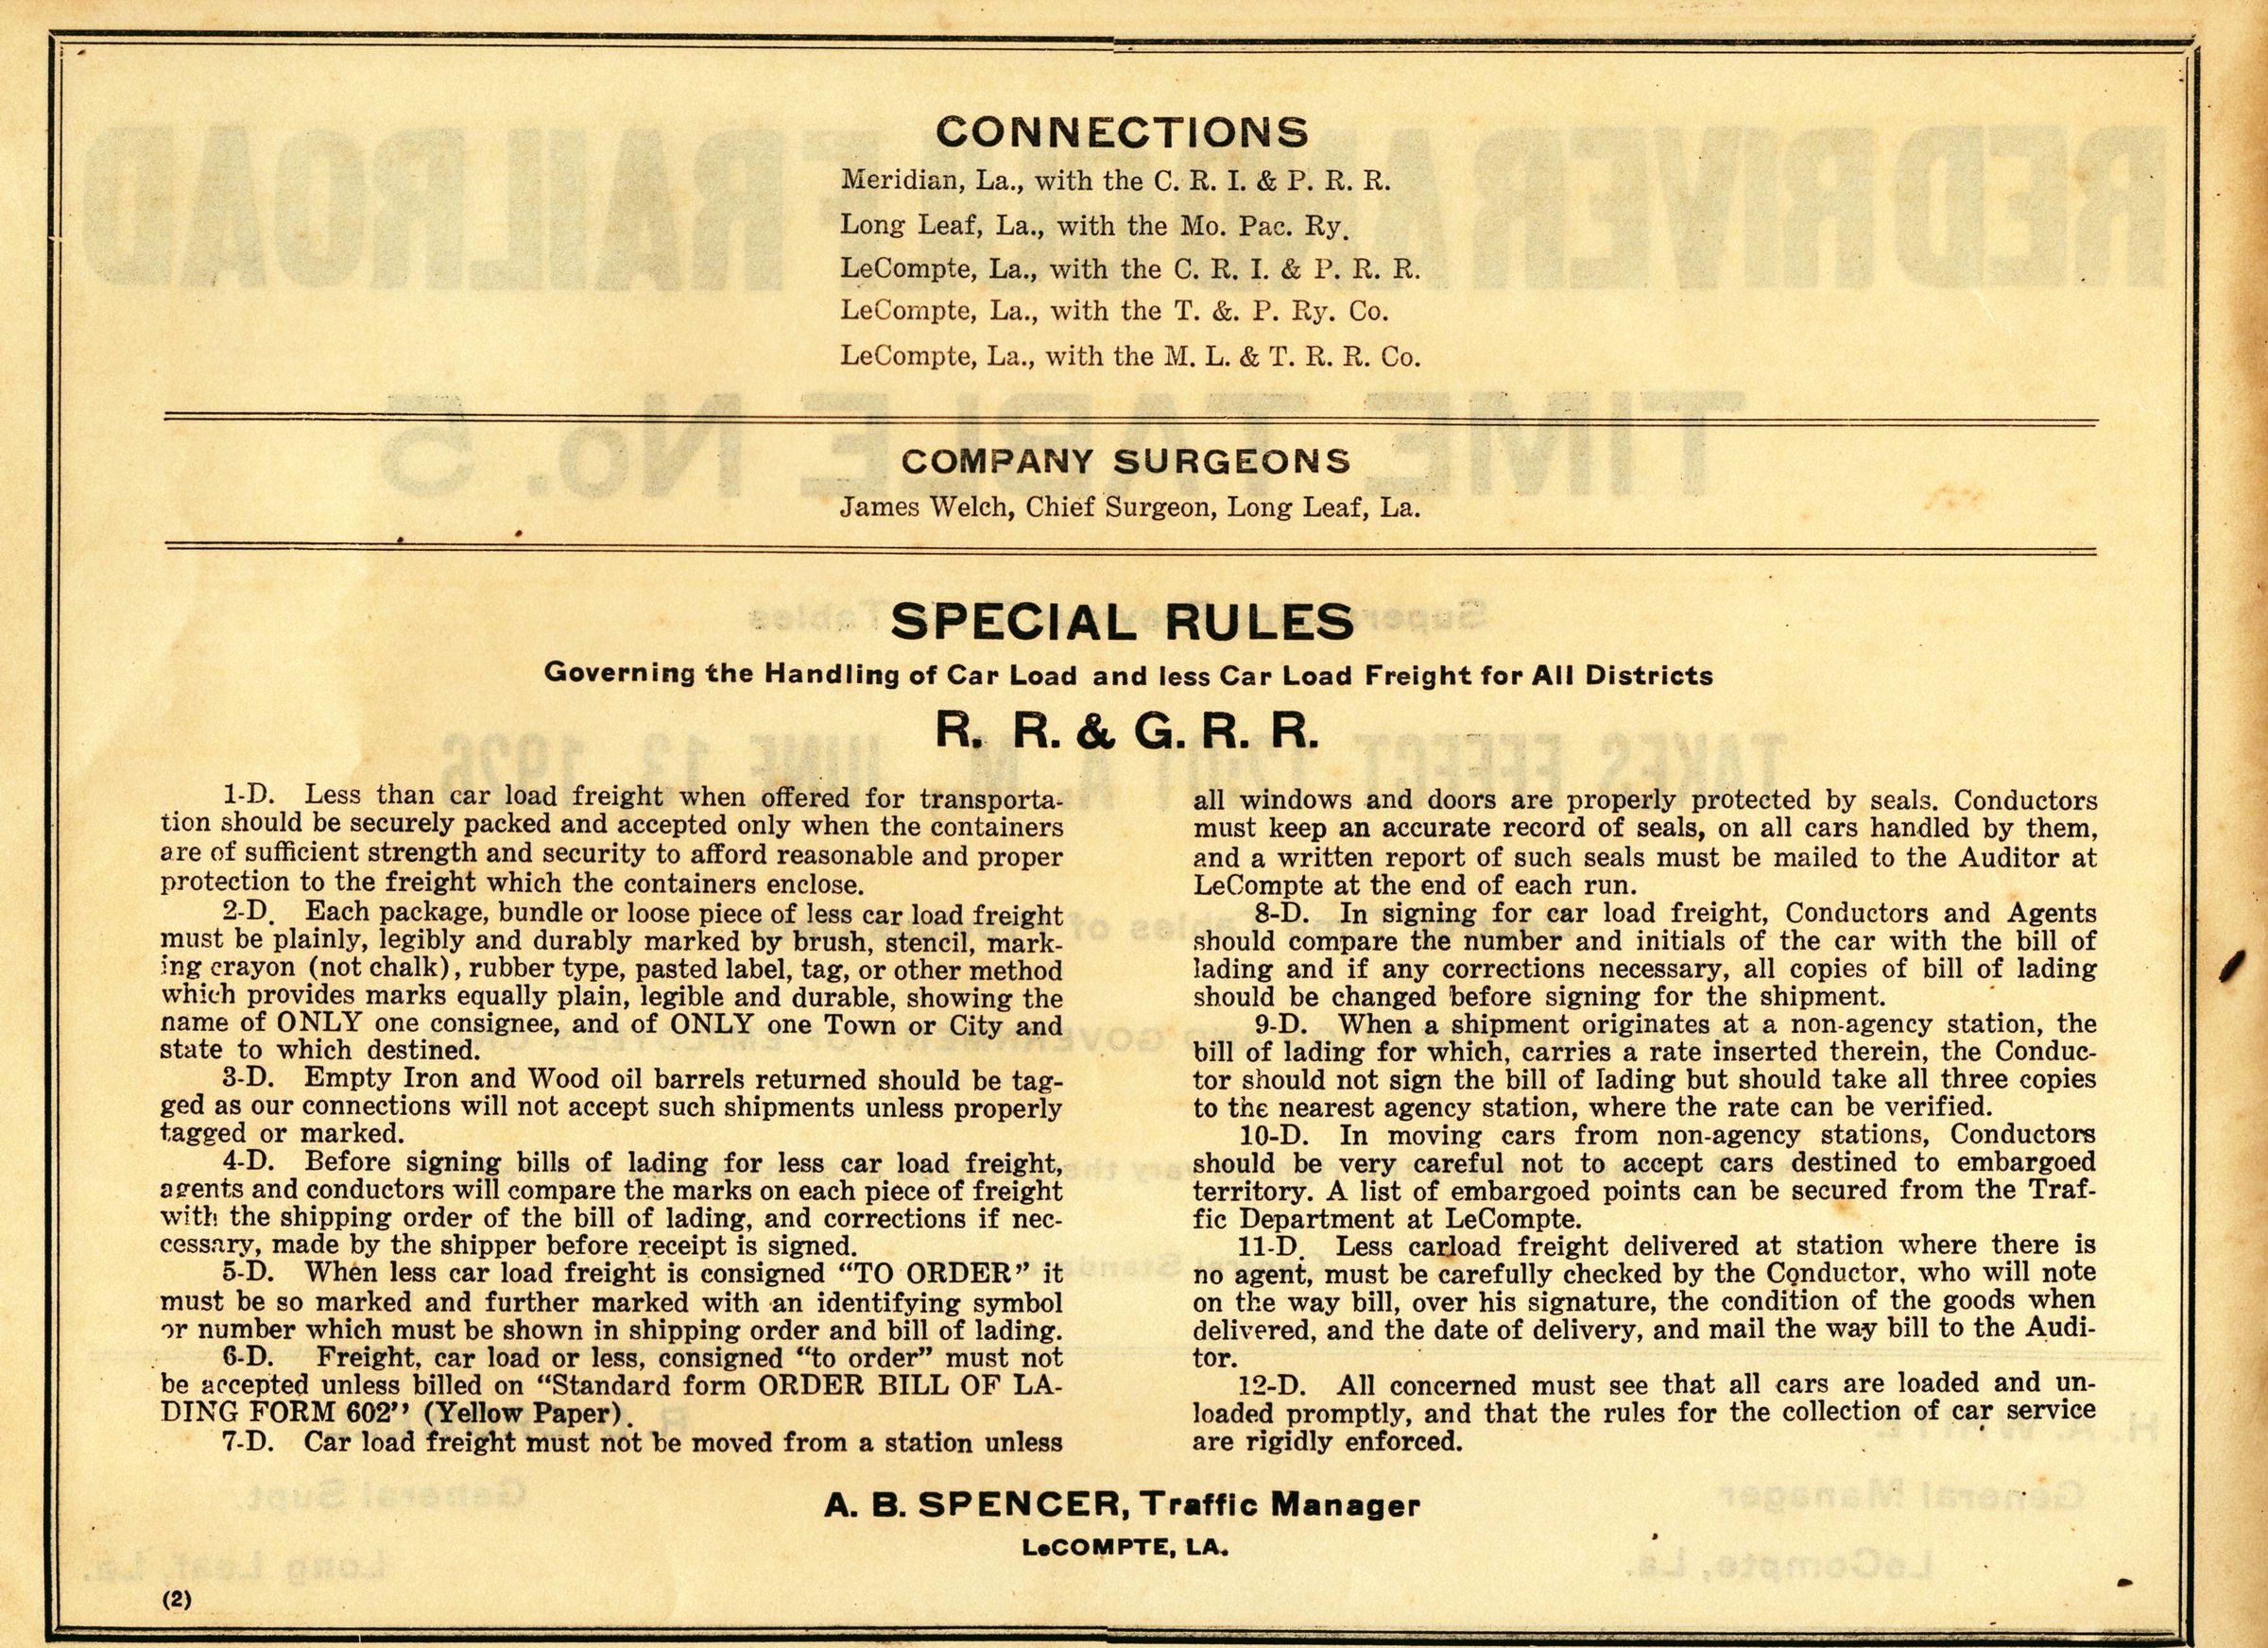 CONNECTIONS
Meridian, La., with the C. R. I. & P. R. R.
Long Leaf, La., with the Mo. Pac. Ry.
LeCompte, La., with the C. R. I. & P. R. R.
LeCompte, La., with the T. &. P. Ry. Co.
LeCompte, La., with the M. L. & T. R. R. Co.
COMPANY SURGEONS
James Welch, Chief Surgeon, Long Leaf, La.
SPECIAL RULES
Governing the Handling of Car Load and less Car Load Freight for All Districts
R. R. & G. R. R.
1-D. Less than car load freight when offered for transporta-
tion should be securely packed and accepted only when the containers
are of sufficient strength and security to afford reasonable and proper
protection to the freight which the containers enclose.
2-D. Each package, bundle or loose piece of less car load freight
must be plainly, legibly and durably marked by brush, stencil, mark-
ing crayon (not chalk), rubber type, pasted label, tag, or other method
which provides marks equally plain, legible and durable, showing the
name of ONLY one consignee, and of ONLY one Town or City and
state to which destined.
3-D. Empty Iron and Wood oil barrels returned should be tag-
ged as our connections will not accept such shipments unless properly
tagged or marked.
4-D. Before signing bills of lading for less car load freight,
agents and conductors will compare the marks on each piece of freight
with the shipping order of the bill of lading, and corrections if nec-
cessary, made by the shipper before receipt is signed.
5-D. When less car load freight is consigned "TO ORDER" it
must be so marked and further marked with an identifying symbol
or number which must be shown in shipping order and bill of lading.
6-D. Freight, car load or less, consigned "to order" must not
be accepted unless billed on "Standard form ORDER BILL OF LA-
DING FORM 602" (Yellow Paper).
7-D. Car load freight must not be moved from a station unless
all windows and doors are properly protected by seals. Conductors
must keep an accurate record of seals, on all cars handled by them,
and a written report of such seals must be mailed to the Auditor at
LeCompte at the end of each run.
8-D. In signing for car load freight, Conductors and Agents
should compare the number and initials of the car with the bill of
lading and if any corrections necessary, all copies of bill of lading
should be changed before signing for the shipment.
9-D. When a shipment originates at a non-agency station, the
bill of lading for which, carries a rate inserted therein, the Conduc-
tor should not sign the bill of lading but should take all three copies
to the nearest agency station, where the rate can be verified.
10-D. In moving cars from non-agency stations, Conductors
should be very careful not to accept cars destined to embargoed
territory. A list of embargoed points can be secured from the Traf-
fic Department at LeCompte.
11-D. Less carload freight delivered at station where there is
no agent, must be carefully checked by the Conductor, who will note
on the way bill, over his signature, the condition of the goods when
delivered, and the date of delivery, and mail the way bill to the Audi-
tor.
12-D. All concerned must see that all cars are loaded and un-
loaded promptly, and that the rules for the collection of car service
are rigidly enforced.
A. B. SPENCER, Traffic Manager
LeCOMPTE, LA.
(2)